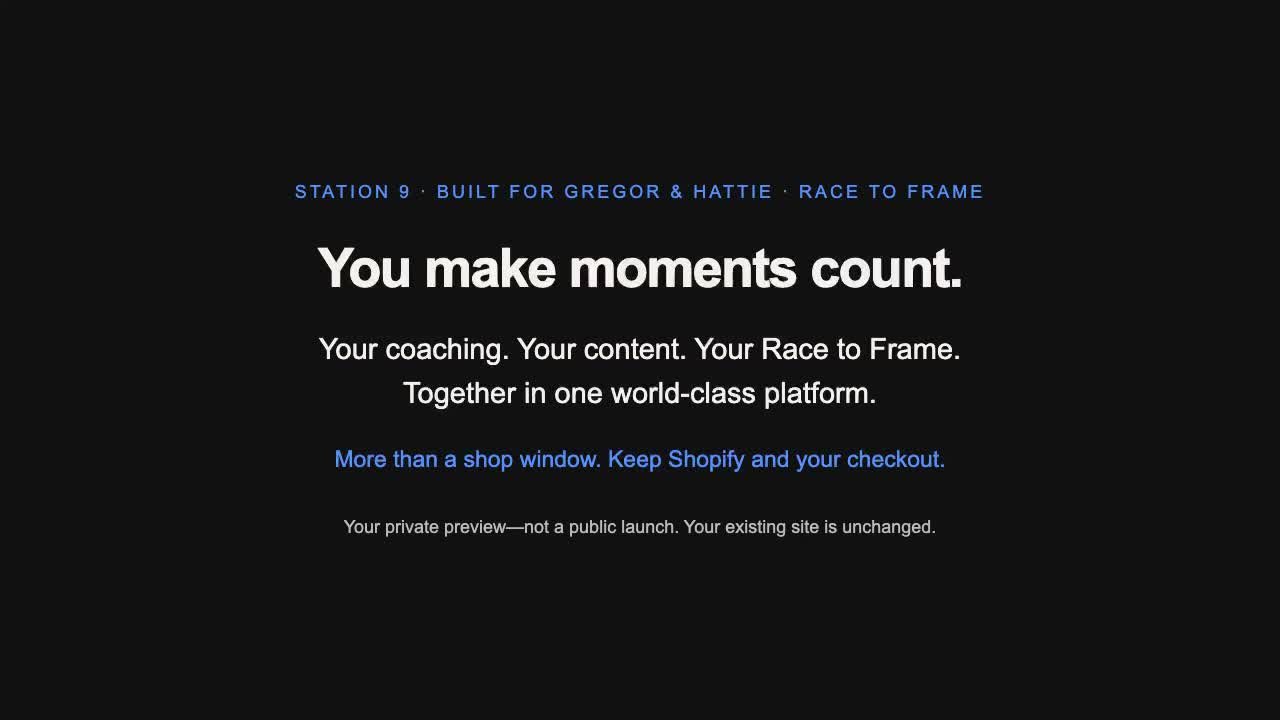 STATION 9 · BUILT FOR GREGOR & HATTIE · RACE TO FRAME
You make moments count.
Your coaching. Your content. Your Race to Frame.
Together in one world-class platform.
More than a shop window. Keep Shopify and your checkout.
Your private preview—not a public launch. Your existing site is unchanged.